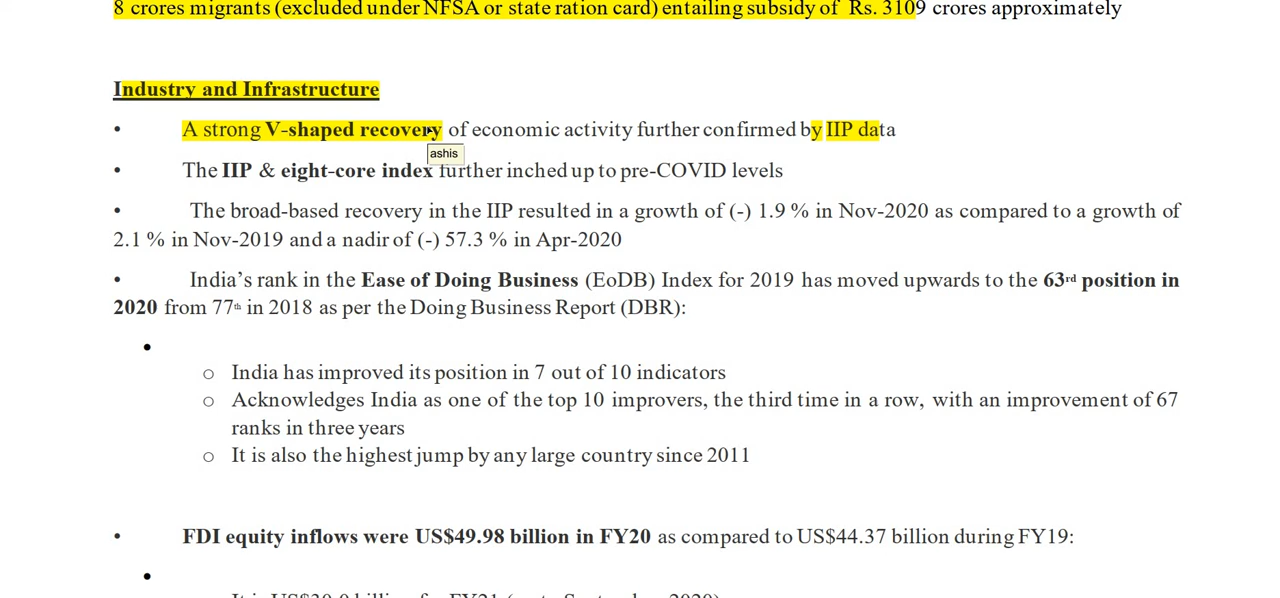 8 crores migrants (excluded under NFSA or state ration card) entailing subsidy of Rs. 3109 crores approximately
Industry and Infrastructure
• A strong V-shaped recovery of economic activity further confirmed by IIP data
ashis
• The IIP & eight-core index further inched up to pre-COVID levels
• The broad-based recovery in the IIP resulted in a growth of (-) 1.9 % in Nov-2020 as compared to a growth of
2.1 % in Nov-2019 and a nadir of (-) 57.3 % in Apr-2020
• India’s rank in the Ease of Doing Business (EoDB) Index for 2019 has moved upwards to the 63rd position in
2020 from 77th in 2018 as per the Doing Business Report (DBR):
•
o India has improved its position in 7 out of 10 indicators
o Acknowledges India as one of the top 10 improvers, the third time in a row, with an improvement of 67
ranks in three years
o It is also the highest jump by any large country since 2011
• FDI equity inflows were US$49.98 billion in FY20 as compared to US$44.37 billion during FY19:
•